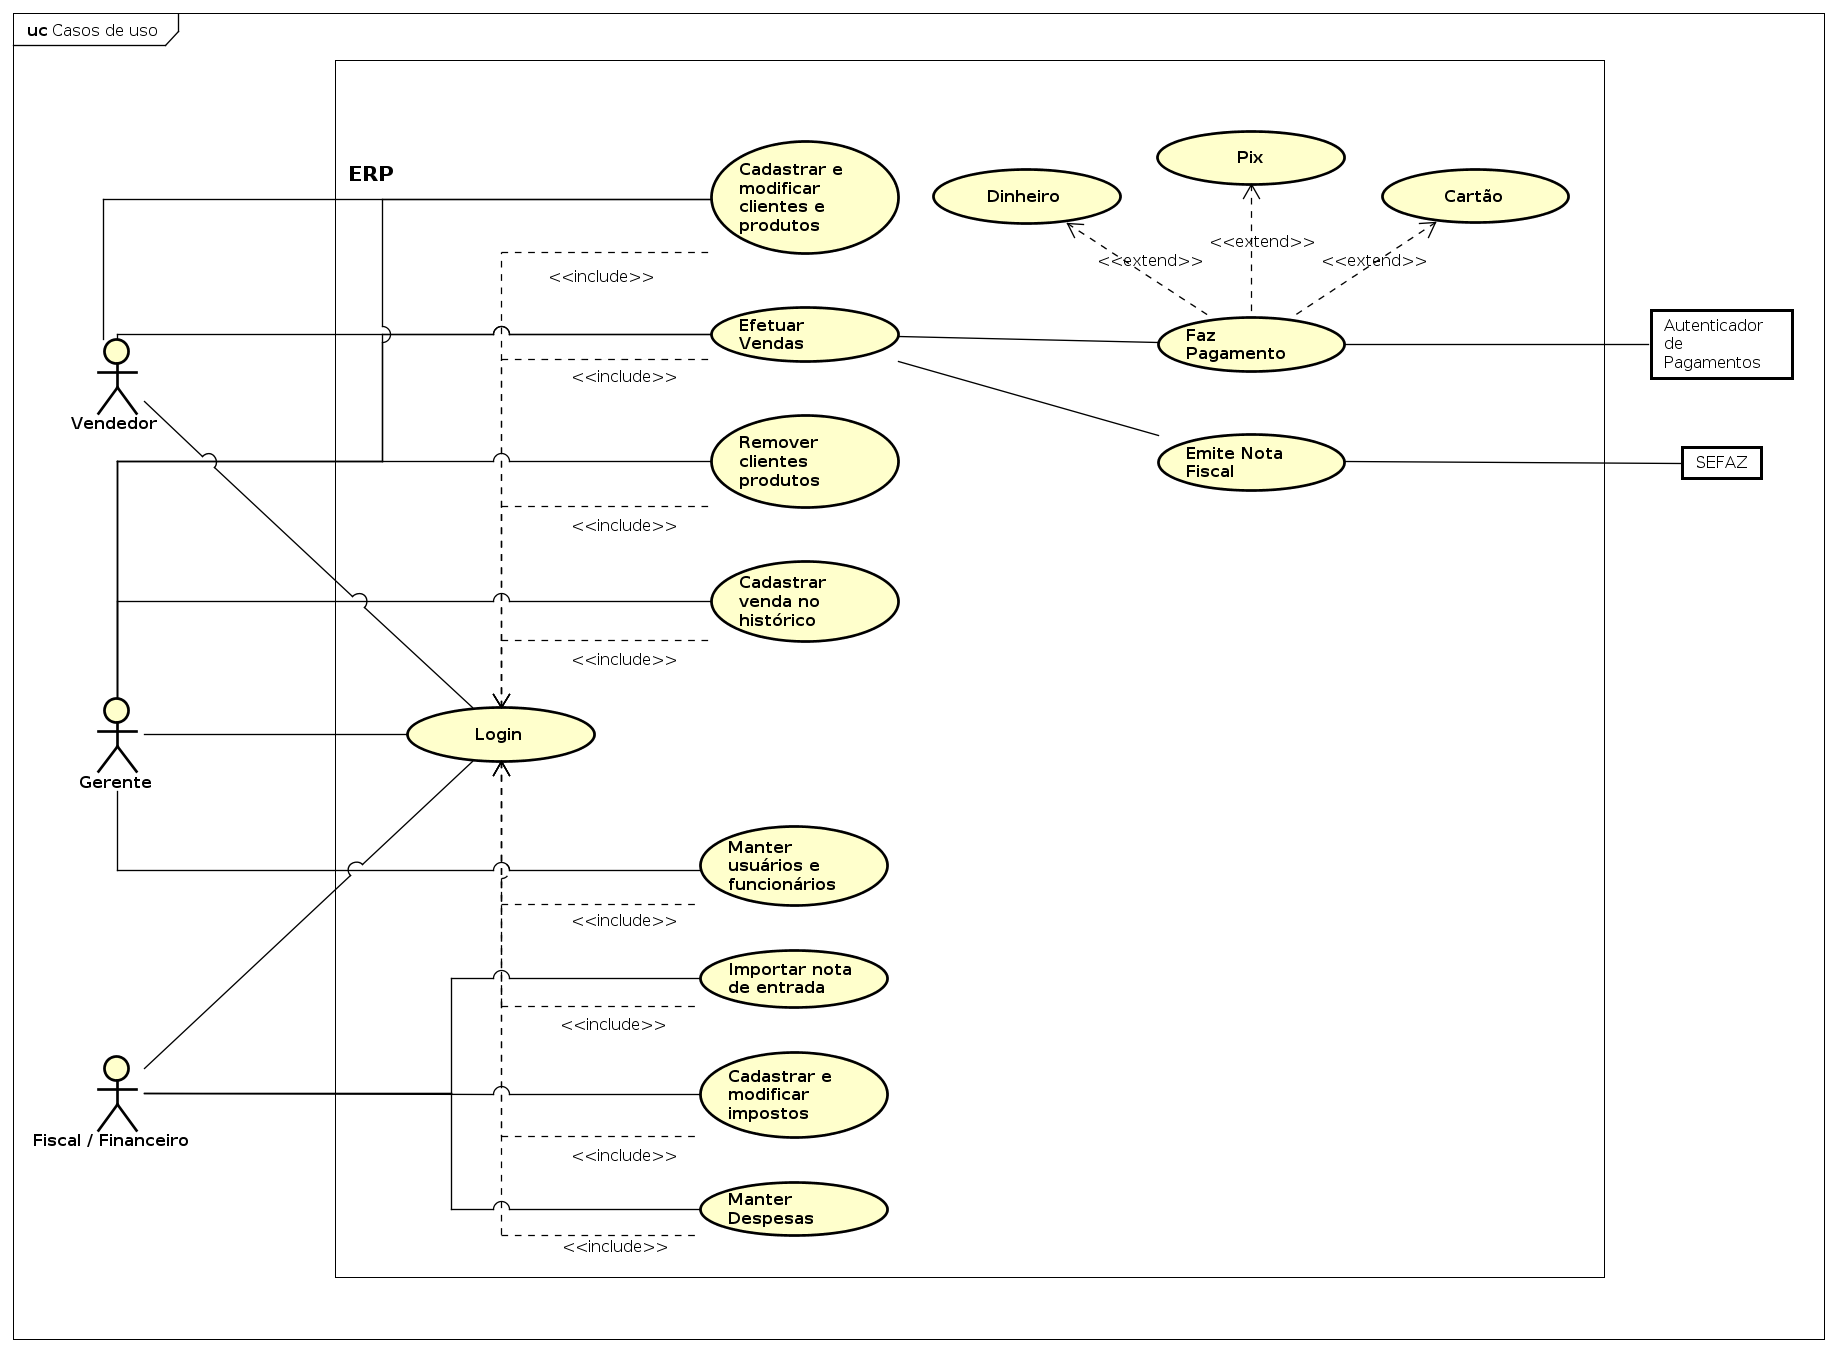 uc Casos de uso
ERP
Cadastrar e
modificar
clientes e
produtos
<<include>>
Dinheiro
Pix
Cartão
<<extend>>
<<extend>>
<<extend>>
Vendedor
Efetuar
Vendas
<<include>>
Faz
Pagamento
Autenticador
de
Pagamentos
Remover
clientes
produtos
<<include>>
Emite Nota
Fiscal
SEFAZ
Cadastrar
venda no
histórico
<<include>>
Gerente
Login
Manter
usuários e
funcionários
<<include>>
Importar nota
de entrada
<<include>>
Fiscal / Financeiro
Cadastrar e
modificar
impostos
<<include>>
Manter
Despesas
<<include>>